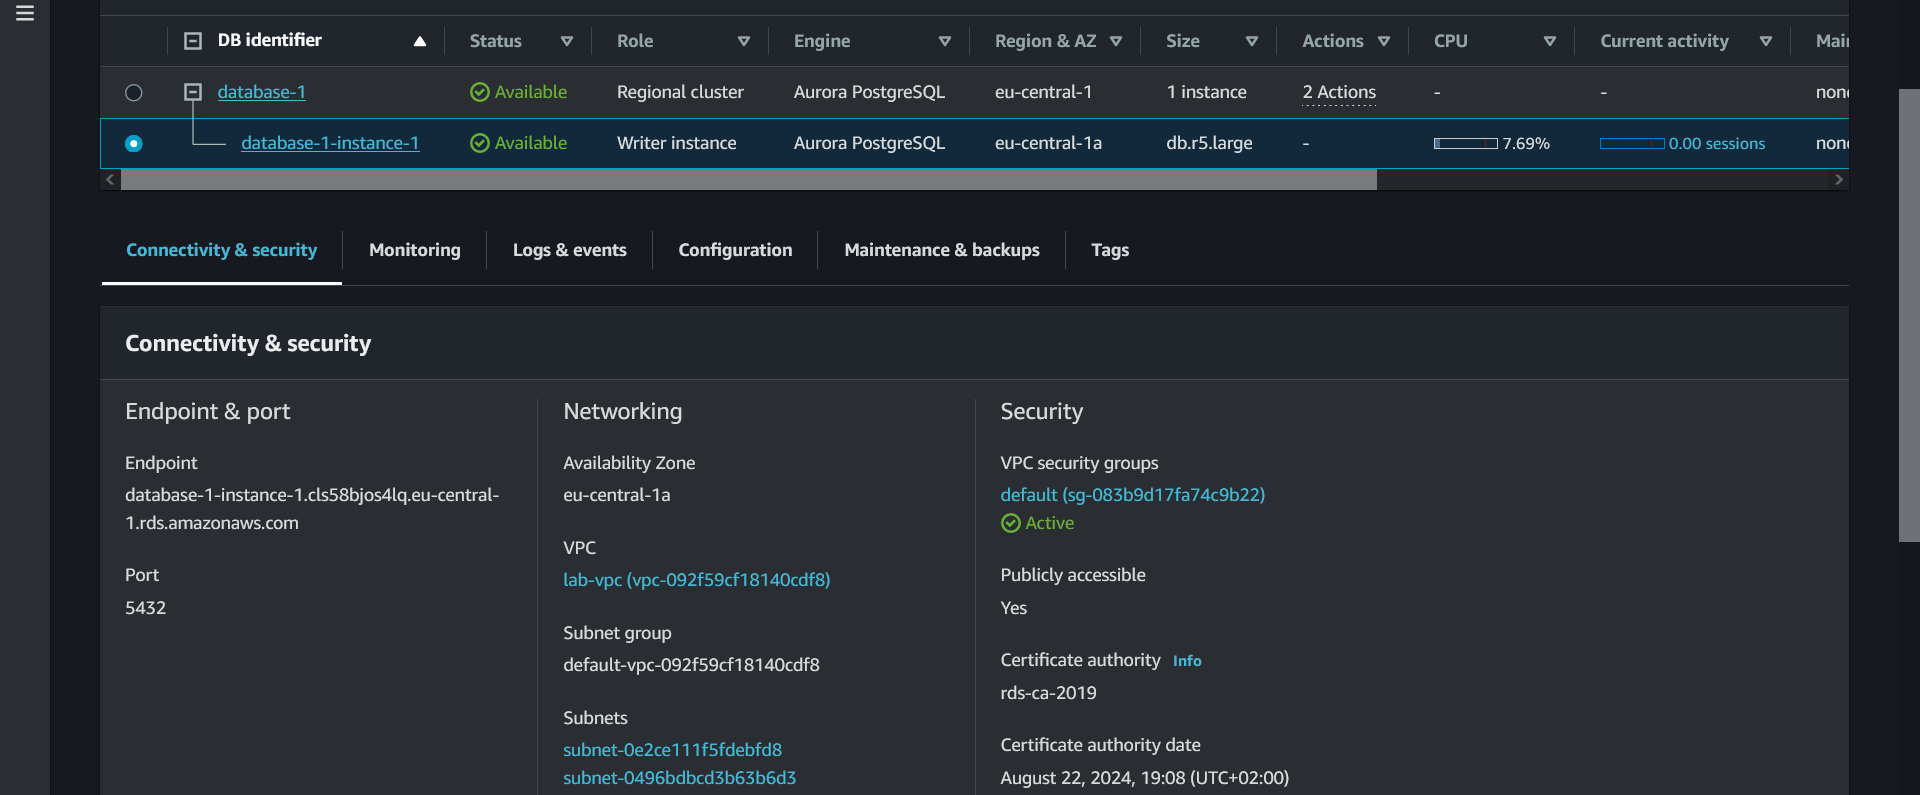 DB identifier Status Role Engine Region & AZ Size Actions CPU Current activity
database-1 Available Regional cluster Aurora PostgreSQL eu-central-1 1 instance 2 Actions - -
database-1-instance-1 Available Writer instance Aurora PostgreSQL eu-central-1a db.r5.large - 7.69% 0.00 sessions
Connectivity & security Monitoring Logs & events Configuration Maintenance & backups Tags
Connectivity & security
Endpoint & port
Endpoint
database-1-instance-1.cls58bjos4lq.eu-central-
1.rds.amazonaws.com
Port
5432
Networking
Availability Zone
eu-central-1a
VPC
lab-vpc (vpc-092f59cf18140cdf8)
Subnet group
default-vpc-092f59cf18140cdf8
Subnets
subnet-0e2ce111f5fdebfd8
subnet-0496bdbcd3b63b6d3
Security
VPC security groups
default (sg-083b9d17fa74c9b22)
Active
Publicly accessible
Yes
Certificate authority Info
rds-ca-2019
Certificate authority date
August 22, 2024, 19:08 (UTC+02:00)